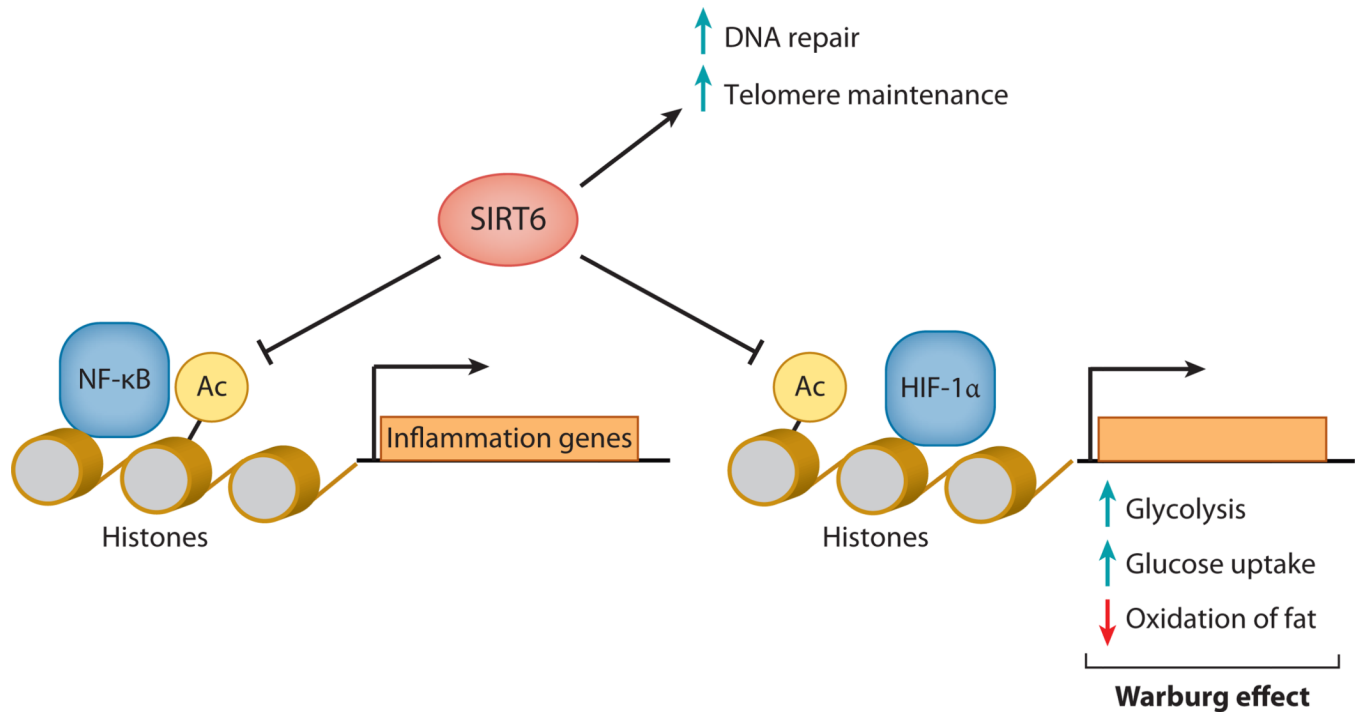 DNA repair
Telomere maintenance
SIRT6
NF-κB
Ac
Inflammation genes
Histones
Ac
HIF-1α
Histones
Glycolysis
Glucose uptake
Oxidation of fat
Warburg effect